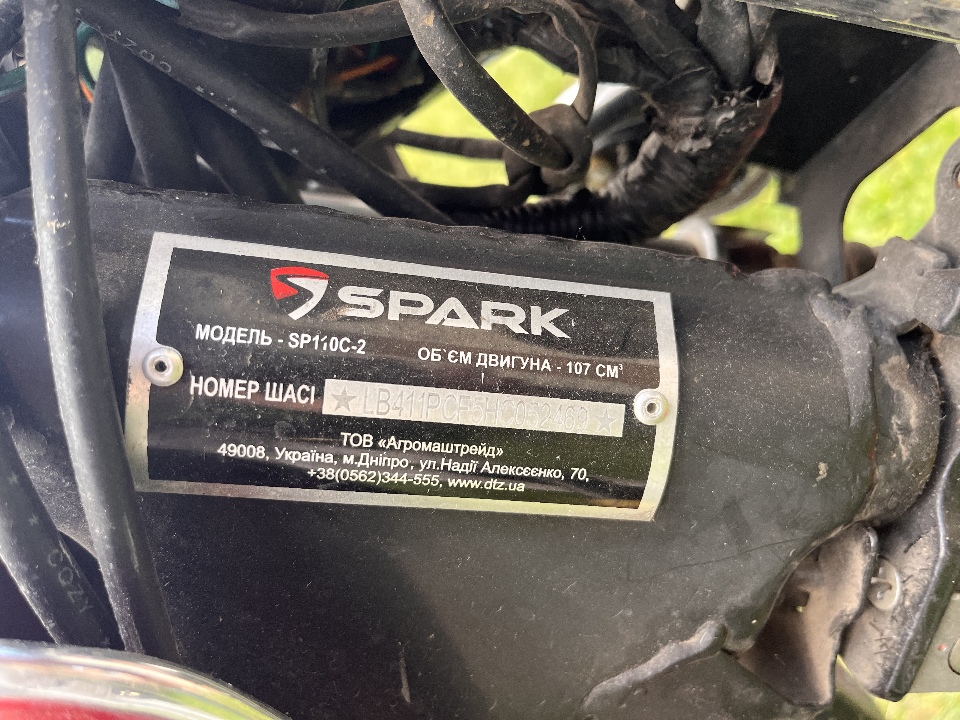 SPARK
МОДЕЛЬ - SP110C-2
ОБ`ЄМ ДВИГУНА - 107 СМ³
НОМЕР ШАСІ
ТОВ «Агромаштрейд»
49008, Україна, м.Дніпро, ул.Надії Алексєєнко, 70,
+38(0562)344-555, www.dtz.ua
COZY